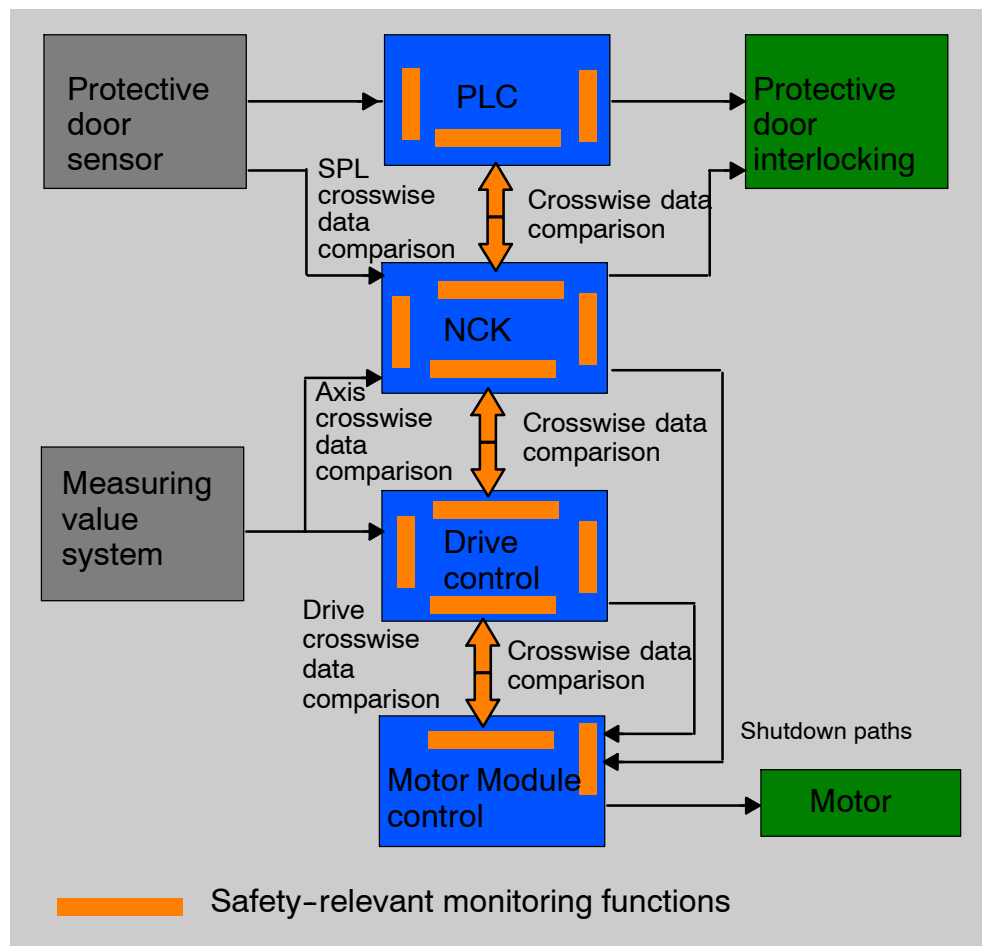 Protective
door
sensor
PLC
Protective
door
interlocking
SPL
crosswise
data
comparison
Crosswise data
comparison
NCK
Axis
crosswise
data
comparison
Crosswise data
comparison
Measuring
value
system
Drive
control
Drive
crosswise
data
comparison
Crosswise data
comparison
Shutdown paths
Motor Module
control
Motor
Safety-relevant monitoring functions